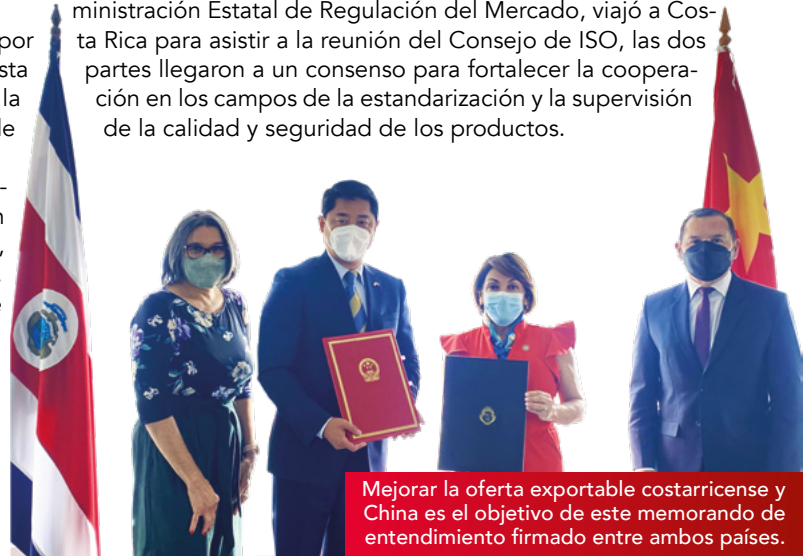 por
sta
la
ministración Estatal de Regulación del Mercado, viajó a Cos-
ta Rica para asistir a la reunión del Consejo de ISO, las dos
partes llegaron a un consenso para fortalecer la coopera-
ción en los campos de la estandarización y la supervisión
de la calidad y seguridad de los productos.
Mejorar la oferta exportable costarricense y
China es el objetivo de este memorando de
entendimiento firmado entre ambos países.